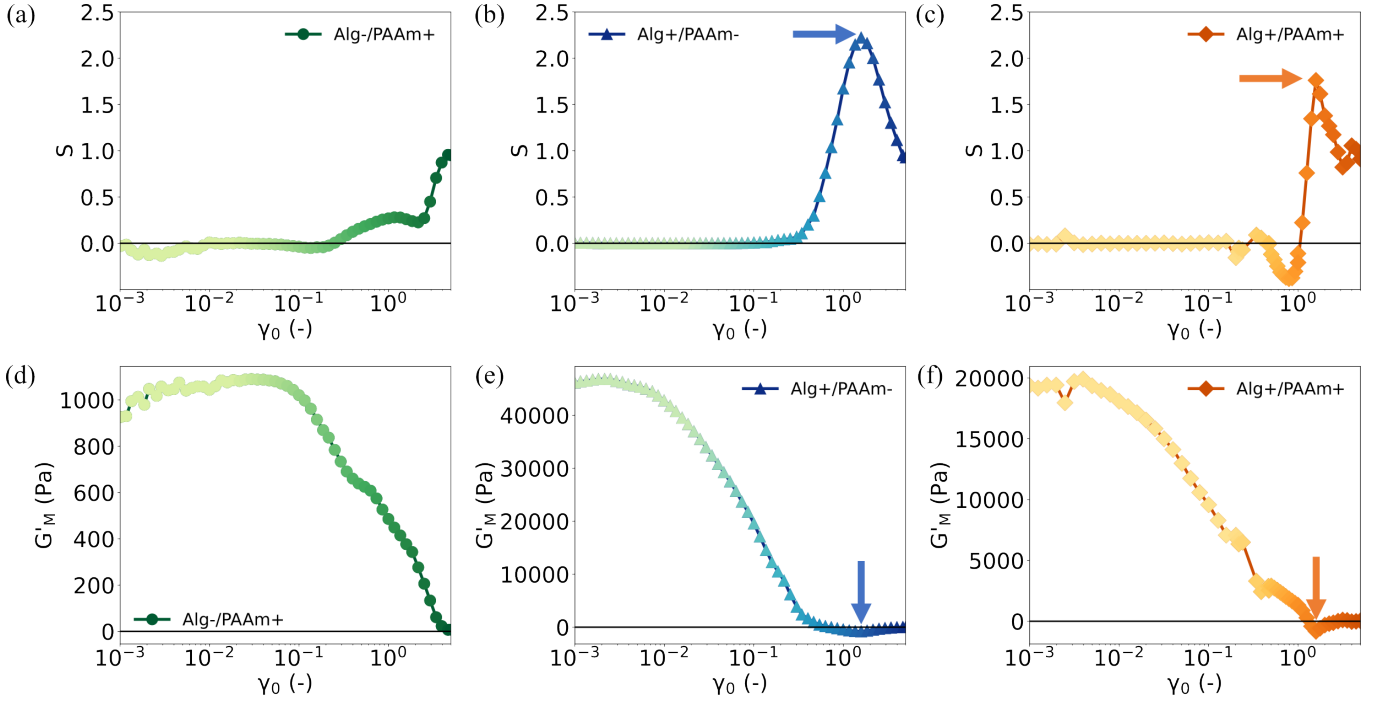 (a)
2.5
2.0
1.5
1.0
0.5
0.0
S
Alg-/PAAm+
10⁻³ 10⁻² 10⁻¹ 10⁰
γ₀ (-)
(b)
2.5
2.0
1.5
1.0
0.5
0.0
S
Alg+/PAAm-
10⁻³ 10⁻² 10⁻¹ 10⁰
γ₀ (-)
(c)
2.5
2.0
1.5
1.0
0.5
0.0
S
Alg+/PAAm+
10⁻³ 10⁻² 10⁻¹ 10⁰
γ₀ (-)
(d)
1000
800
600
400
200
0
G'_M (Pa)
Alg-/PAAm+
10⁻³ 10⁻² 10⁻¹ 10⁰
γ₀ (-)
(e)
40000
30000
20000
10000
0
G'_M (Pa)
Alg+/PAAm-
10⁻³ 10⁻² 10⁻¹ 10⁰
γ₀ (-)
(f)
20000
15000
10000
5000
0
G'_M (Pa)
Alg+/PAAm+
10⁻³ 10⁻² 10⁻¹ 10⁰
γ₀ (-)